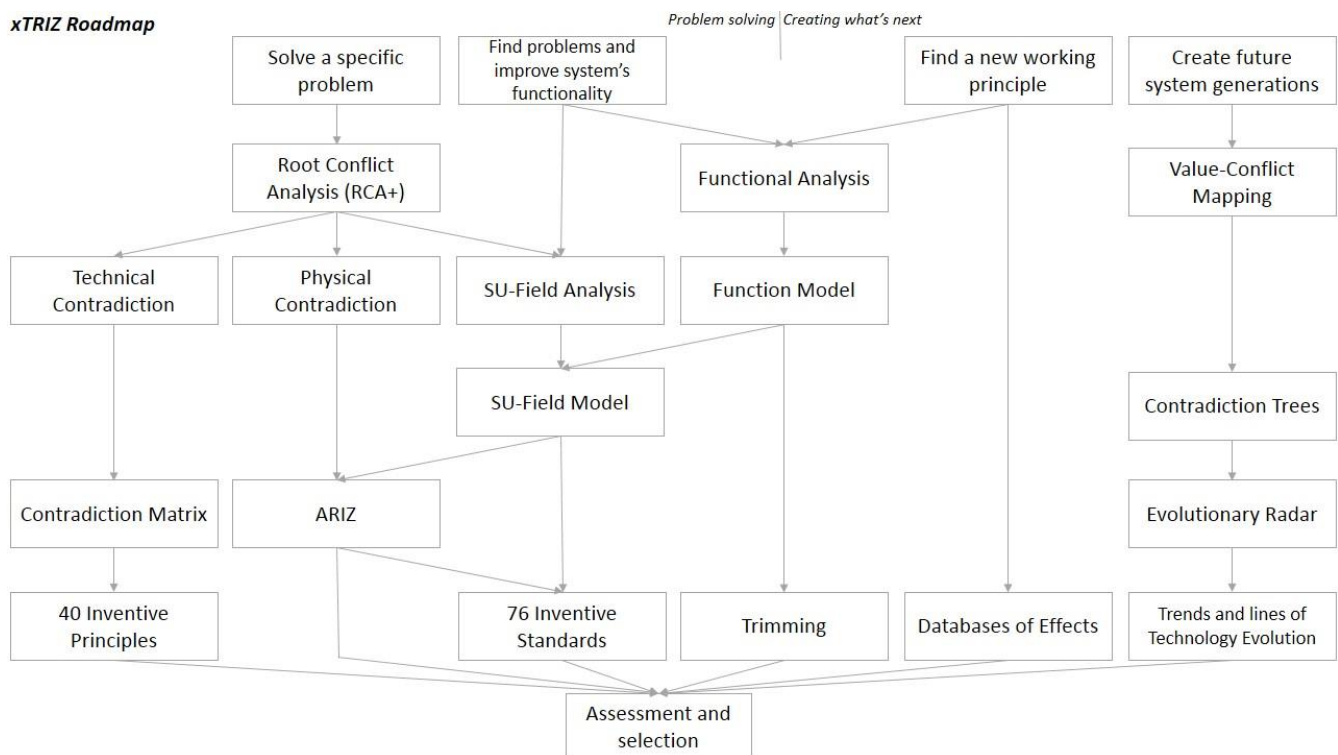 xTRIZ Roadmap
Problem solving
Creating what's next
Solve a specific
problem
Find problems and
improve system's
functionality
Find a new working
principle
Create future
system generations
Root Conflict
Analysis (RCA+)
Functional Analysis
Value-Conflict
Mapping
Technical
Contradiction
Physical
Contradiction
SU-Field Analysis
Function Model
SU-Field Model
Contradiction Trees
Contradiction Matrix
ARIZ
Evolutionary Radar
40 Inventive
Principles
76 Inventive
Standards
Trimming
Databases of Effects
Trends and lines of
Technology Evolution
Assessment and
selection